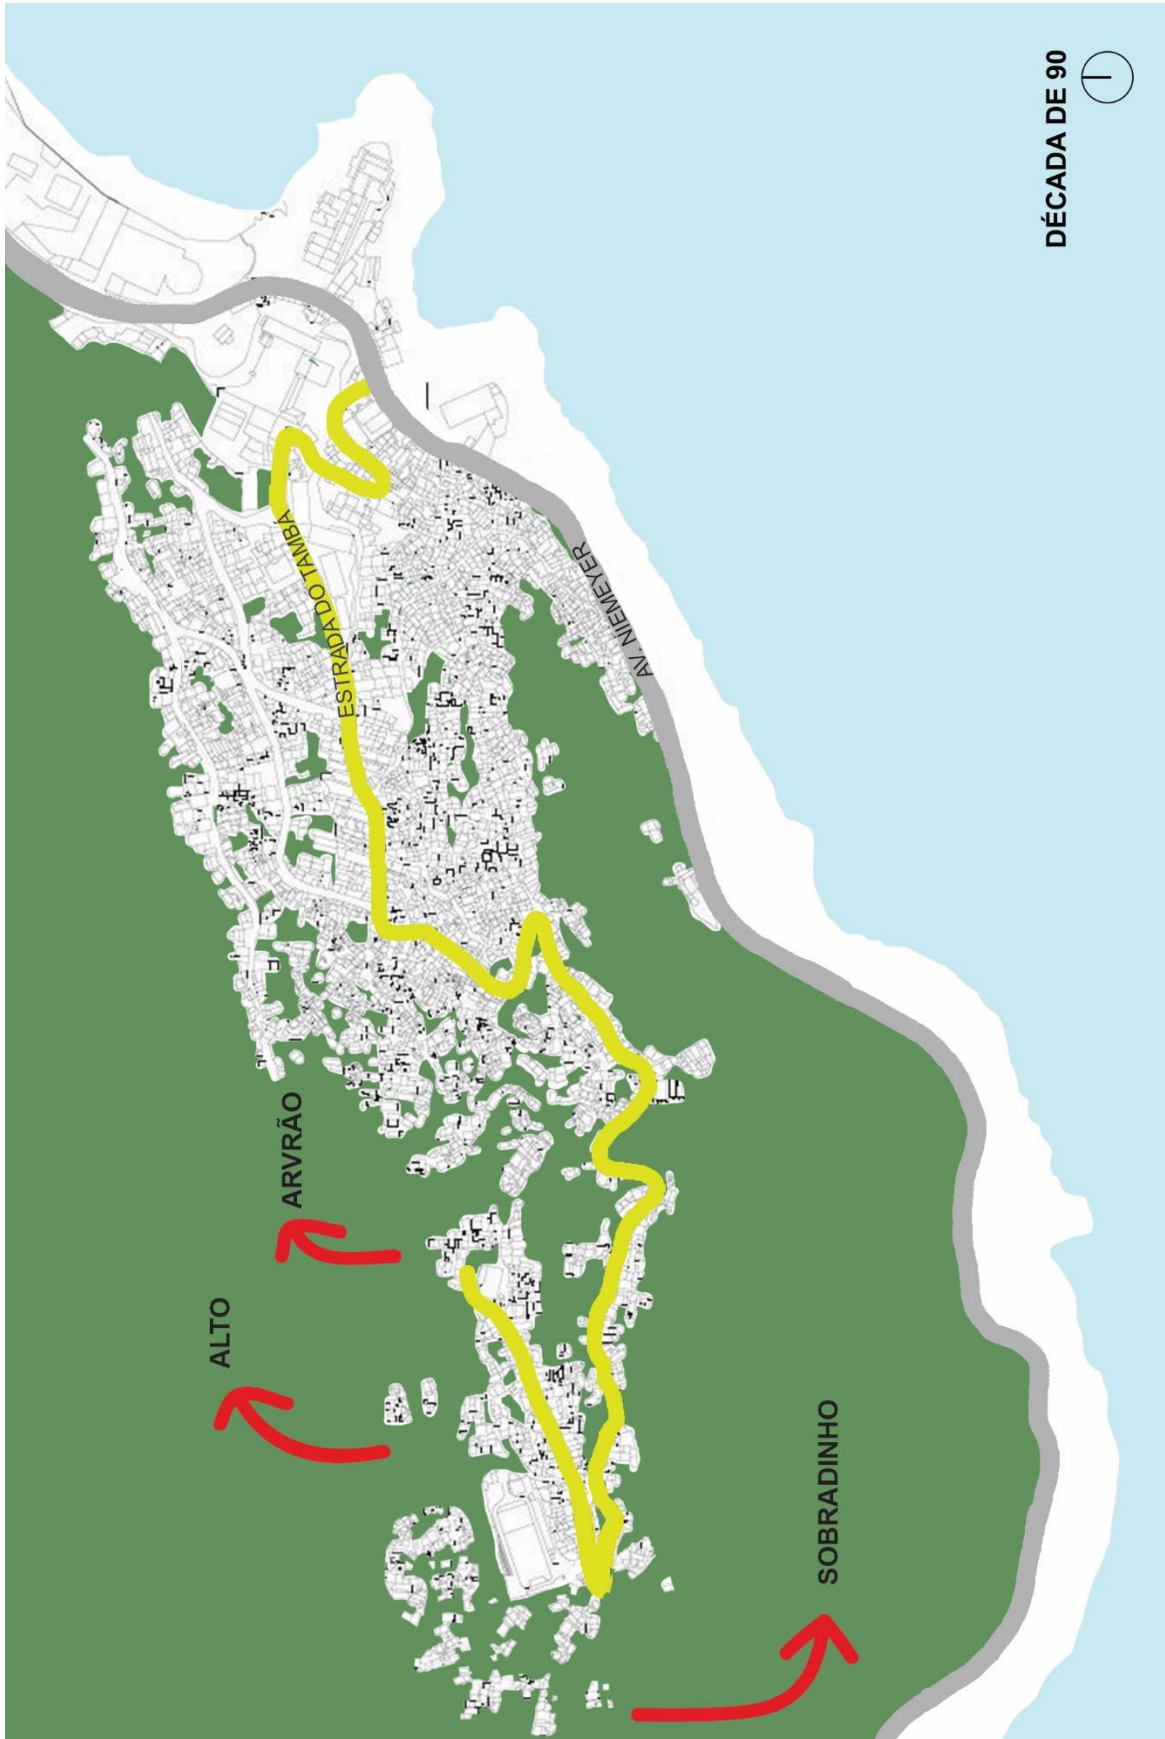 DÉCADA DE 90
ESTRADA DO TAMBÁ
AV. NIEMEYER
ARVRÃO
ALTO
SOBRADINHO